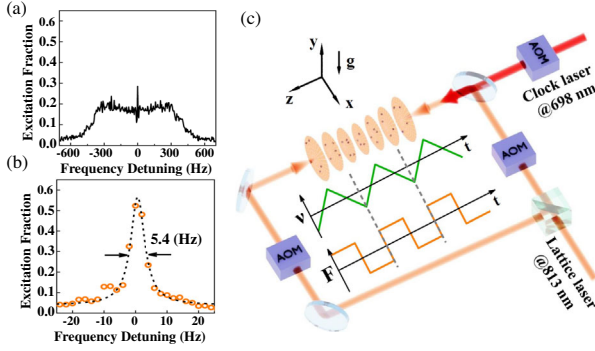 (a)
Excitation Fraction
0.6
0.5
0.4
0.3
0.2
0.1
0.0
-600 -300 0 300 600
Frequency Detuning (Hz)
(b)
Excitation Fraction
0.6
0.5
0.4
0.3
0.2
0.1
0.0
5.4 (Hz)
-20 -10 0 10 20
Frequency Detuning (Hz)
(c)
y
g
z
x
AOM
Clock laser
@698 nm
AOM
t
v
t
F
AOM
Lattice laser
@813 nm